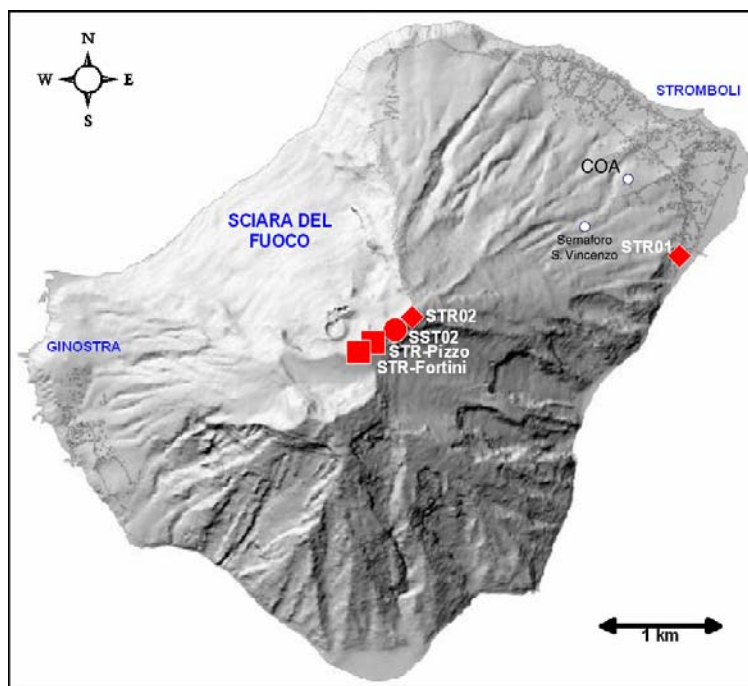 N
W E
S
STROMBOLI
COA
SCIARA DEL
FUOCO
Semaforo
S. Vincenzo
STR01
STR02
SST02
STR-Pizzo
STR-Fortini
GINOSTRA
1 km